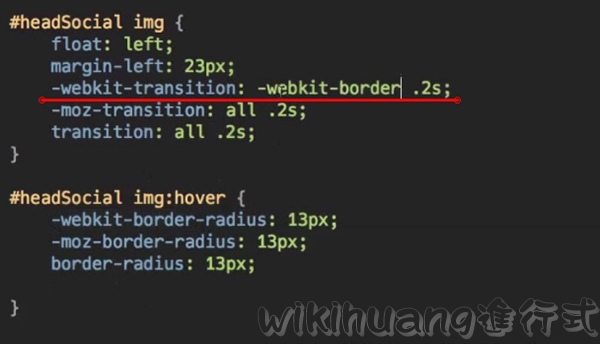 #headSocial img {
    float: left;
    margin-left: 23px;
    -webkit-transition: -webkit-border .2s;
    -moz-transition: all .2s;
    transition: all .2s;
}
#headSocial img:hover {
    -webkit-border-radius: 13px;
    -moz-border-radius: 13px;
    border-radius: 13px;
}
wikihuang進行式